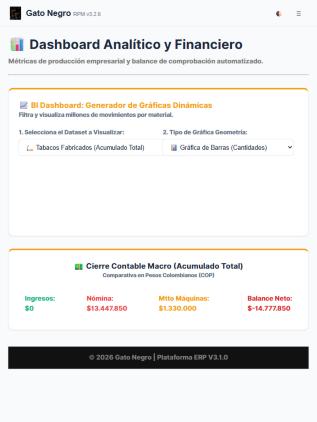 Gato Negro RPM v3.2.6
Dashboard Analítico y Financiero
Métricas de producción empresarial y balance de comprobación automatizado.
BI Dashboard: Generador de Gráficas Dinámicas
Filtra y visualiza millones de movimientos por material.
1. Selecciona el Dataset a Visualizar:
2. Tipo de Gráfica Geometría:
Tabacos Fabricados (Acumulado Total)
Gráfica de Barras (Cantidades)
Cierre Contable Macro (Acumulado Total)
Comparativa en Pesos Colombianos (COP)
Ingresos:
$0
Nómina:
$13.447.850
Mtto Máquinas:
$1.330.000
Balance Neto:
$-14.777.850
© 2026 Gato Negro | Plataforma ERP V3.1.0